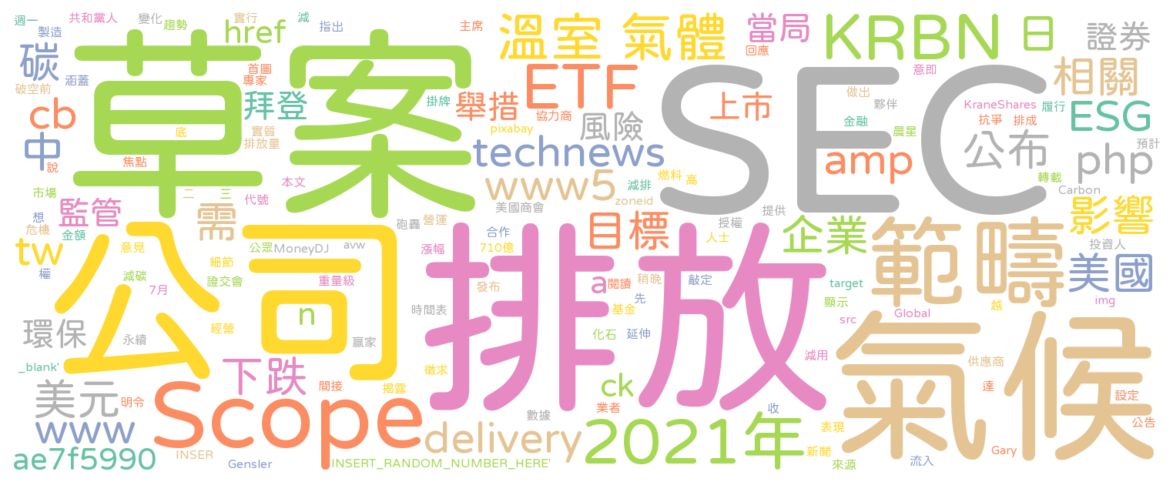 週一
共和黨人
變化
趨勢
實行
減
指出
主席
當局
製造
href
溫室
氣體
回應
KRBN
日
證券
碳
涵蓋
破空前
草案
首圖
專家
拜登
掛牌
舉措
ETF
協力商
SEC
上市
意即
做出
夥伴
相關
KraneShares
履行
抗爭
排成
ESG
cb
中
說
底
焦點
實質
排放量
pixabay
風險
technews
金融
晨星
amp
公布
php
預計
轉載
Carbon
市場
二
三
代號
本文
www5
減排
燃料
高
zoneid
美國商會
tw
監管
需
想
危機
金額
權
公司
意見
公眾
MoneyDJ
細節
砲轟
avw
營運
漲幅
合作
710億
目標
授權
人士
提供
企業
範疇
影響
投資人
美國
減碳
7月
證交會
重量級
發布
排放
a
閱讀
稍晚
敲定
target
顯示
越
img
環保
永續
經營
n
贏家
時間表
先
基金
化石
延伸
src
Global
氣候
_blank'
下跌
間接
揭露
徵求
ck
業者
減用
供應商
達
設定
美元
明令
Scope
數據
收
表現
公告
www
INSER
delivery
2021年
新聞
來源
Gary
流入
ae7f5990
Gensler
INSERT_RANDOM_NUMBER_HERE'